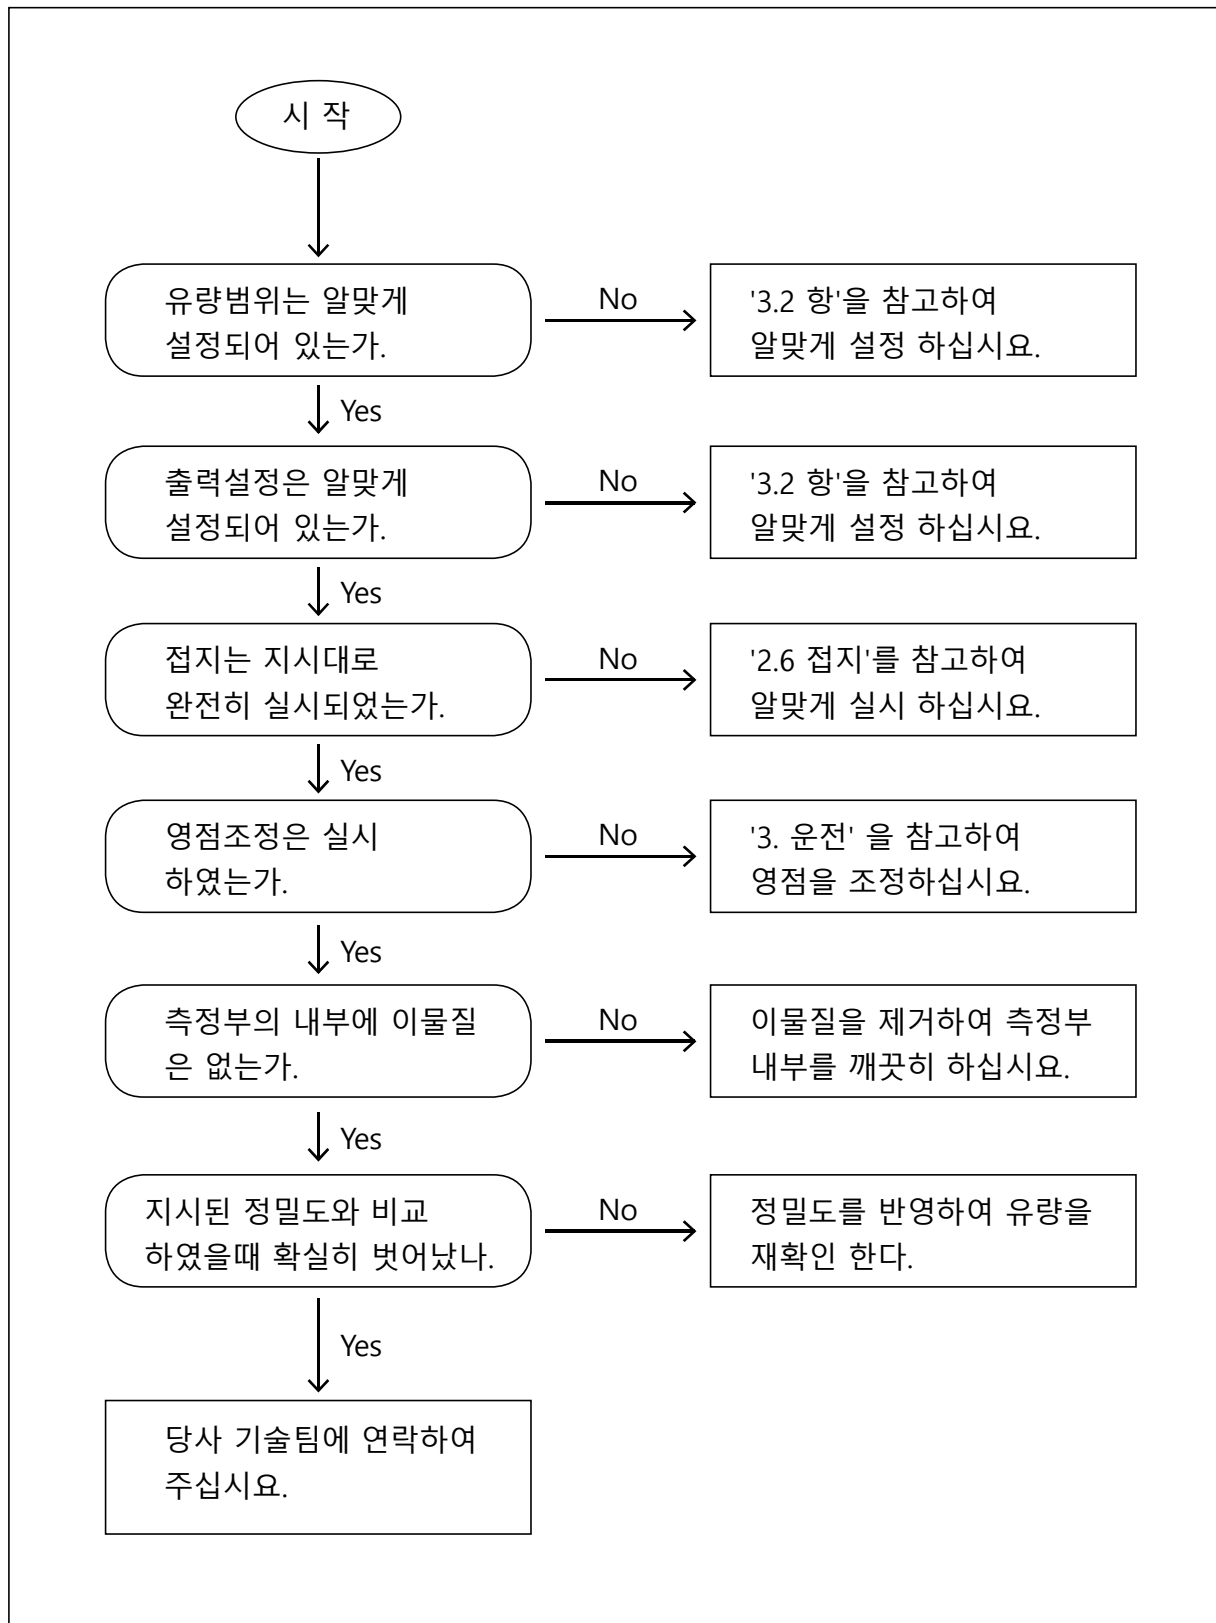 시 작
유량범위는 알맞게
설정되어 있는가.
No
'3.2 항'을 참고하여
알맞게 설정 하십시요.
Yes
출력설정은 알맞게
설정되어 있는가.
No
'3.2 항'을 참고하여
알맞게 설정 하십시요.
Yes
접지는 지시대로
완전히 실시되었는가.
No
'2.6 접지'를 참고하여
알맞게 실시 하십시요.
Yes
영점조정은 실시
하였는가.
No
'3. 운전' 을 참고하여
영점을 조정하십시요.
Yes
측정부의 내부에 이물질
은 없는가.
No
이물질을 제거하여 측정부
내부를 깨끗히 하십시요.
Yes
지시된 정밀도와 비교
하였을때 확실히 벗어났나.
No
정밀도를 반영하여 유량을
재확인 한다.
Yes
당사 기술팀에 연락하여
주십시요.